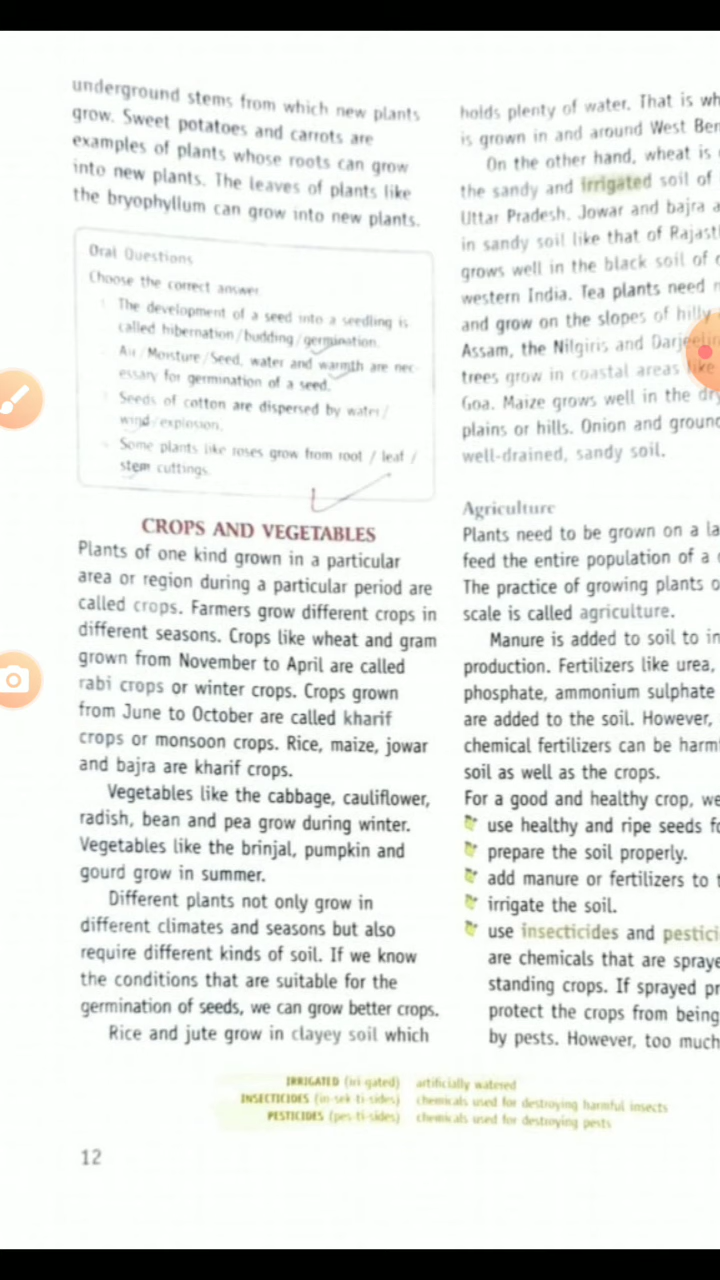 underground stems from which new plants
grow. Sweet potatoes and carrots are
examples of plants whose roots can grow
into new plants. The leaves of plants like
the bryophyllum can grow into new plants.
Oral Questions
Choose the correct answer
The development of a seed into a seedling is
called hibernation/budding/germination.
Air/Moisture/Seed, water and warmth are nec-
essary for germination of a seed.
Seeds of cotton are dispersed by water/
wind/explosion.
Some plants like roses grow from root / leaf /
stem cuttings.
CROPS AND VEGETABLES
Plants of one kind grown in a particular
area or region during a particular period are
called crops. Farmers grow different crops in
different seasons. Crops like wheat and gram
grown from November to April are called
rabi crops or winter crops. Crops grown
from June to October are called kharif
crops or monsoon crops. Rice, maize, jowar
and bajra are kharif crops.
Vegetables like the cabbage, cauliflower,
radish, bean and pea grow during winter.
Vegetables like the brinjal, pumpkin and
gourd grow in summer.
Different plants not only grow in
different climates and seasons but also
require different kinds of soil. If we know
the conditions that are suitable for the
germination of seeds, we can grow better crops.
Rice and jute grow in clayey soil which
holds plenty of water. That is wh
is grown in and around West Ben
On the other hand, wheat is
the sandy and irrigated soil of
Uttar Pradesh. Jowar and bajra a
in sandy soil like that of Rajast
grows well in the black soil of
western India. Tea plants need
and grow on the slopes of hilly
Assam, the Nilgiris and Darjeelin
trees grow in coastal areas like
Goa. Maize grows well in the dry
plains or hills. Onion and ground
well-drained, sandy soil.
Agriculture
Plants need to be grown on a la
feed the entire population of a
The practice of growing plants o
scale is called agriculture.
Manure is added to soil to in
production. Fertilizers like urea,
phosphate, ammonium sulphate
are added to the soil. However,
chemical fertilizers can be harmf
soil as well as the crops.
For a good and healthy crop, we
use healthy and ripe seeds fo
prepare the soil properly.
add manure or fertilizers to t
irrigate the soil.
use insecticides and pestici
are chemicals that are spraye
standing crops. If sprayed pr
protect the crops from being
by pests. However, too much
IRRIGATED (iri-gated) artificially watered
INSECTICIDES (in-sek-ti-sides) chemicals used for destroying harmful insects
PESTICIDES (pes-ti-sides) chemicals used for destroying pests
12